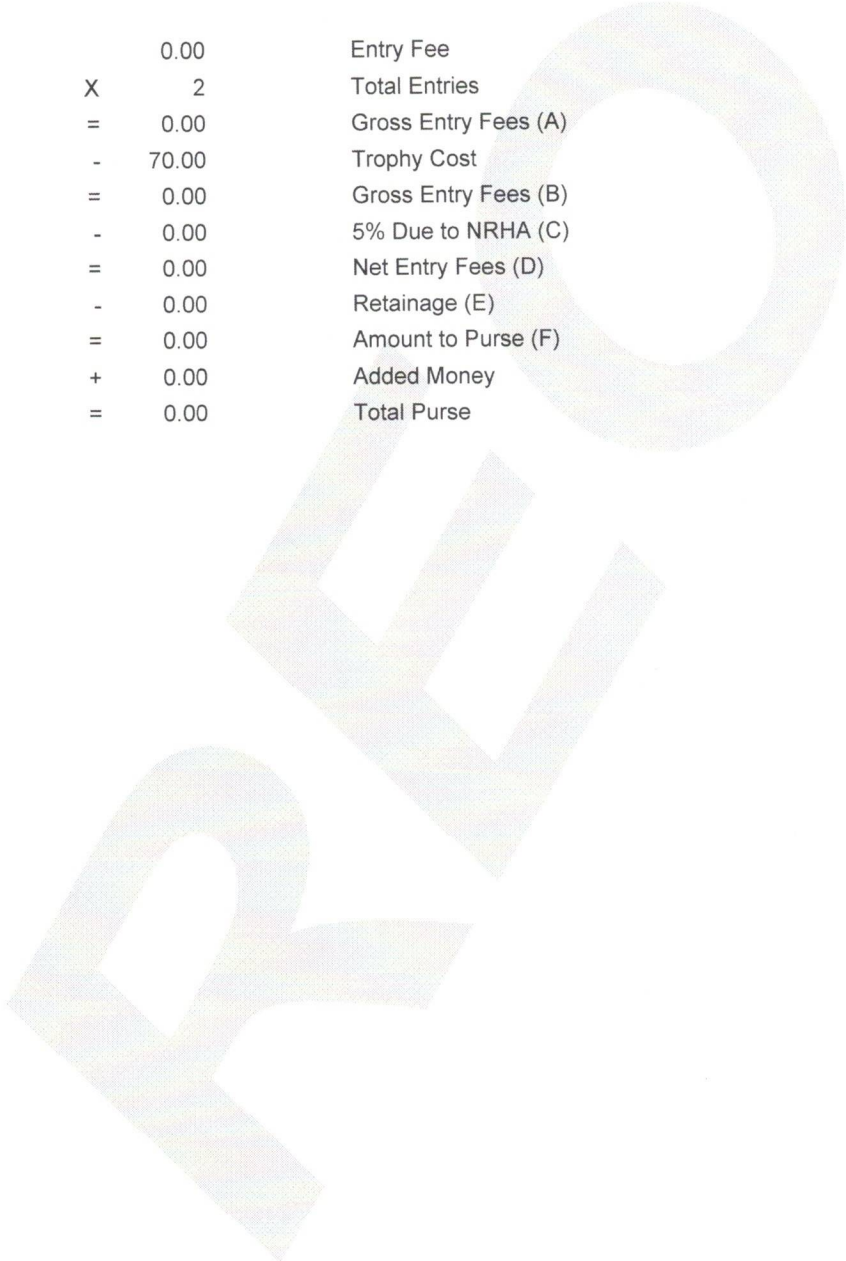 0.00 Entry Fee
X 2 Total Entries
= 0.00 Gross Entry Fees (A)
- 70.00 Trophy Cost
= 0.00 Gross Entry Fees (B)
- 0.00 5% Due to NRHA (C)
= 0.00 Net Entry Fees (D)
- 0.00 Retainage (E)
= 0.00 Amount to Purse (F)
+ 0.00 Added Money
= 0.00 Total Purse
REO